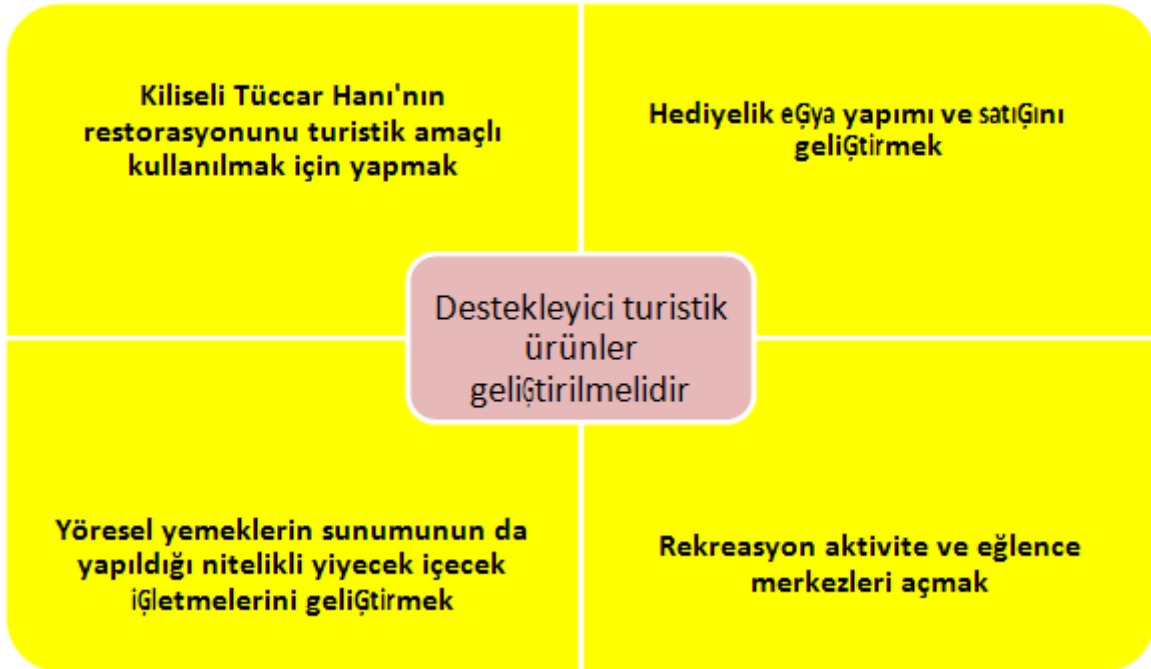 Kiliseli Tüccar Hanı'nın
restorasyonunu turistik amaçlı
kullanılmak için yapmak
Hediyelik eĢya yapımı ve satıĢını
geliĢtirmek
Destekleyici turistik
ürünler
geliĢtirilmelidir
Yöresel yemeklerin sunumunun da
yapıldığı nitelikli yiyecek içecek
iĢletmelerini geliĢtirmek
Rekreasyon aktivite ve eğlence
merkezleri açmak